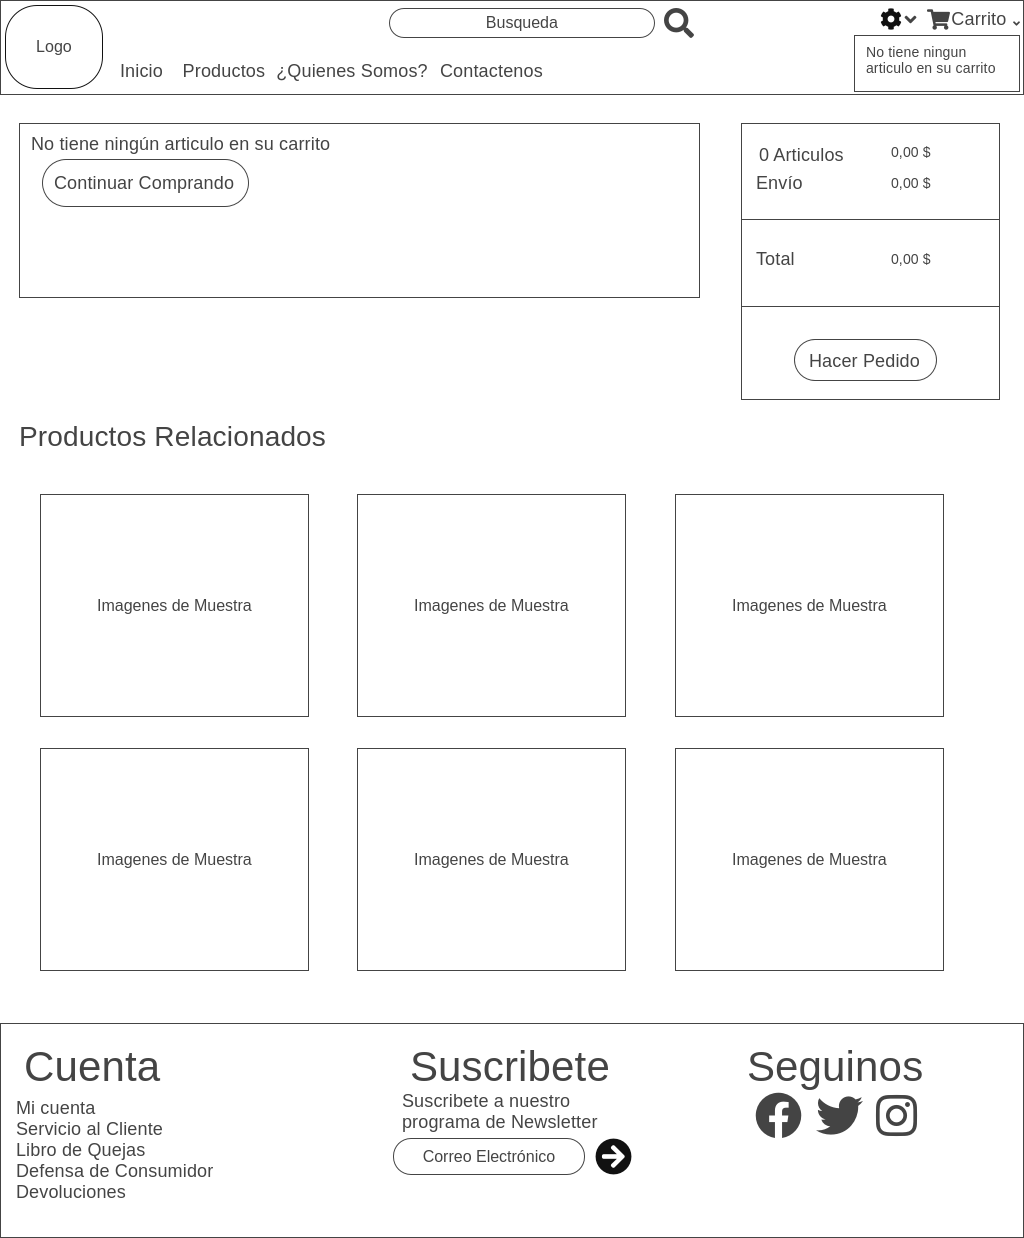 Logo
Busqueda
Carrito
Inicio Productos ¿Quienes Somos? Contactenos
No tiene ningun
articulo en su carrito
No tiene ningún articulo en su carrito
Continuar Comprando
0 Articulos 0,00 $
Envío 0,00 $
Total 0,00 $
Hacer Pedido
Productos Relacionados
Imagenes de Muestra Imagenes de Muestra Imagenes de Muestra
Imagenes de Muestra Imagenes de Muestra Imagenes de Muestra
Cuenta
Mi cuenta
Servicio al Cliente
Libro de Quejas
Defensa de Consumidor
Devoluciones
Suscribete
Suscribete a nuestro
programa de Newsletter
Correo Electrónico
Seguinos